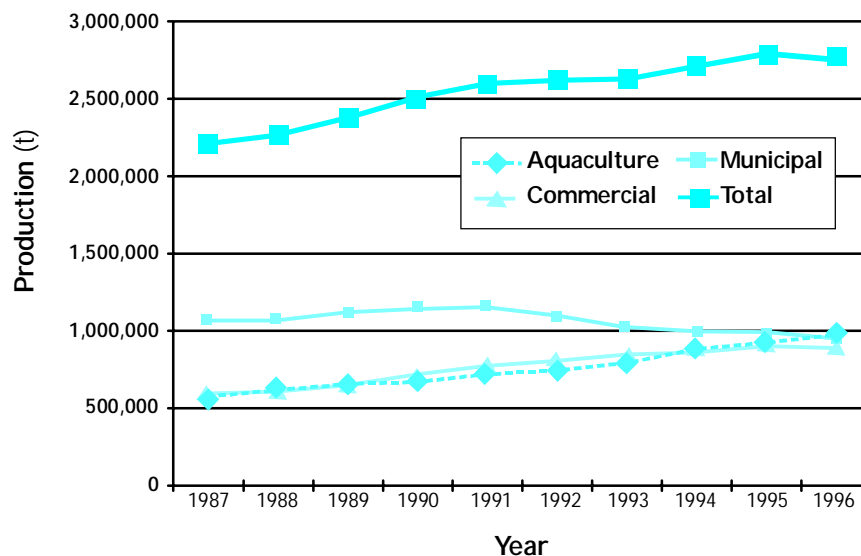 3,000,000
2,500,000
2,000,000
1,500,000
1,000,000
500,000
0
Production (t)
Aquaculture Municipal
Commercial Total
1987 1988 1989 1990 1991 1992 1993 1994 1995 1996
Year